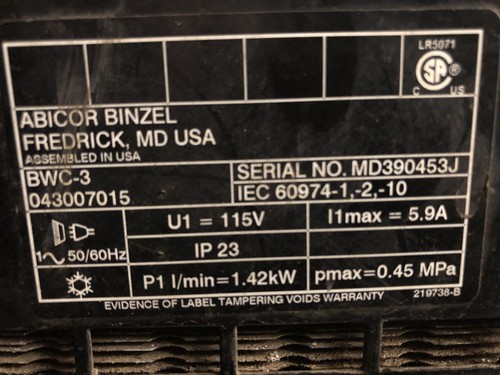 LR5071
SP ®
C US
ABICOR BINZEL
FREDRICK, MD USA
ASSEMBLED IN USA
BWC-3
SERIAL NO. MD390453J
043007015
IEC 60974-1,-2,-10
U1 = 115V
I1max = 5.9A
1~ 50/60Hz
IP 23
P1 l/min=1.42kW
pmax=0.45 MPa
EVIDENCE OF LABEL TAMPERING VOIDS WARRANTY
219738-B